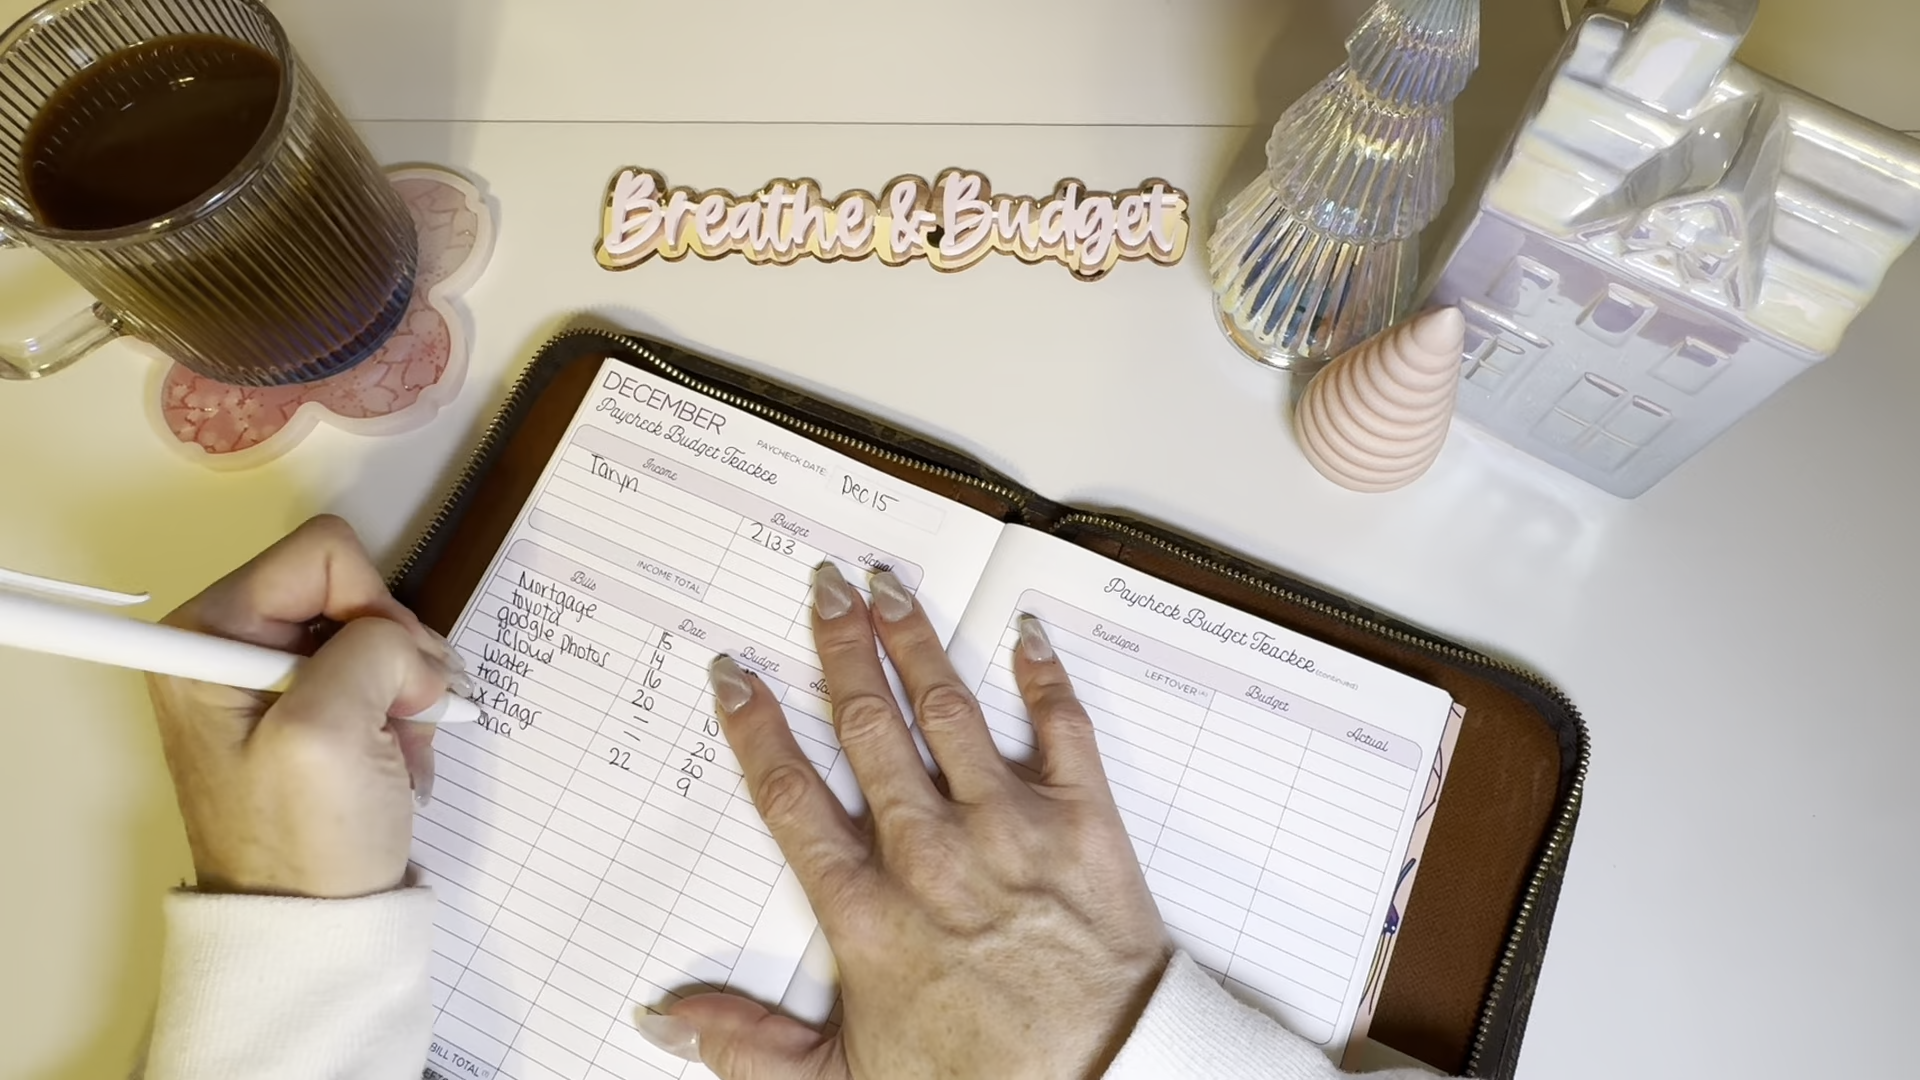 Breathe & Budget
DECEMBER
Paycheck Budget Tracker
PAYCHECK DATE: Dec 15
Income Budget Actual
Taryn 2133
INCOME TOTAL
Bills Date Budget
Mortgage 15
toyota 14
google photos 16
icloud 20
water — 20
trash — 20
x flags 22 9
BILL TOTAL
Paycheck Budget Tracker (continued)
Envelopes Budget Actual
LEFTOVER